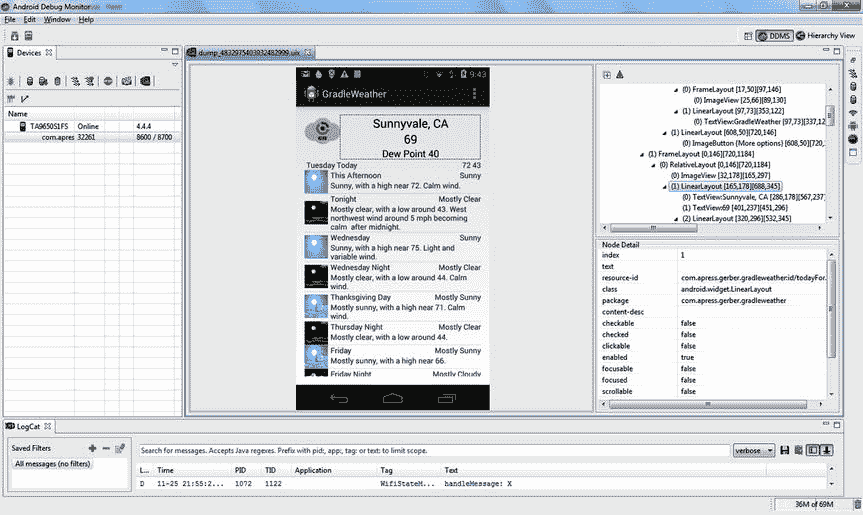 Android Debug Monitor
File Edit Window Help
DDMS Hierarchy View
Devices
Name
TA9650S1FS Online 4.4.4
com.apres 32261 8600 / 8700
dump_4832975403932482999.uix
9:43
GradleWeather
Sunnyvale, CA
69
Dew Point 40
Tuesday Today 72 43
This Afternoon Sunny
Sunny, with a high near 72. Calm wind.
Tonight Mostly Clear
Mostly clear, with a low around 43. West
northwest wind around 5 mph becoming
calm after midnight.
Wednesday Sunny
Sunny, with a high near 75. Light and
variable wind.
Wednesday Night Mostly Clear
Mostly clear, with a low around 44. Calm
wind.
Thanksgiving Day Mostly Sunny
Mostly sunny, with a high near 71. Calm
wind.
Thursday Night Mostly Clear
Mostly clear, with a low around 44.
Friday Mostly Sunny
Mostly sunny, with a high near 66.
Friday Night Mostly Cloudy
(0) FrameLayout [17,50][97,146]
(0) ImageView [25,66][89,130]
(1) LinearLayout [97,73][353,122]
(0) TextView:GradleWeather [97,73][337,12
(1) LinearLayout [608,50][720,146]
(0) ImageButton {More options} [608,50][720,
(1) FrameLayout [0,146][720,1184]
(0) RelativeLayout [0,146][720,1184]
(0) ImageView [32,178][165,297]
(1) LinearLayout [165,178][688,345]
(0) TextView:Sunnyvale, CA [286,178][567,237]
(1) TextView:69 [401,237][451,296]
(2) LinearLayout [320,296][532,345]
Node Detail
index 1
text
resource-id com.apress.gerber.gradleweather:id/todayFor
class android.widget.LinearLayout
package com.apress.gerber.gradleweather
content-desc
checkable false
checked false
clickable false
enabled true
focusable false
focused false
scrollable false
LogCat
Saved Filters
All messages (no filters)
Search for messages. Accepts Java regexes. Prefix with pid:, app:, tag: or text: to limit scope.
verbose
L... Time PID TID Application Tag Text
D 11-25 21:55:2... 1072 1122 WifiStateM... handleMessage: X
36M of 69M